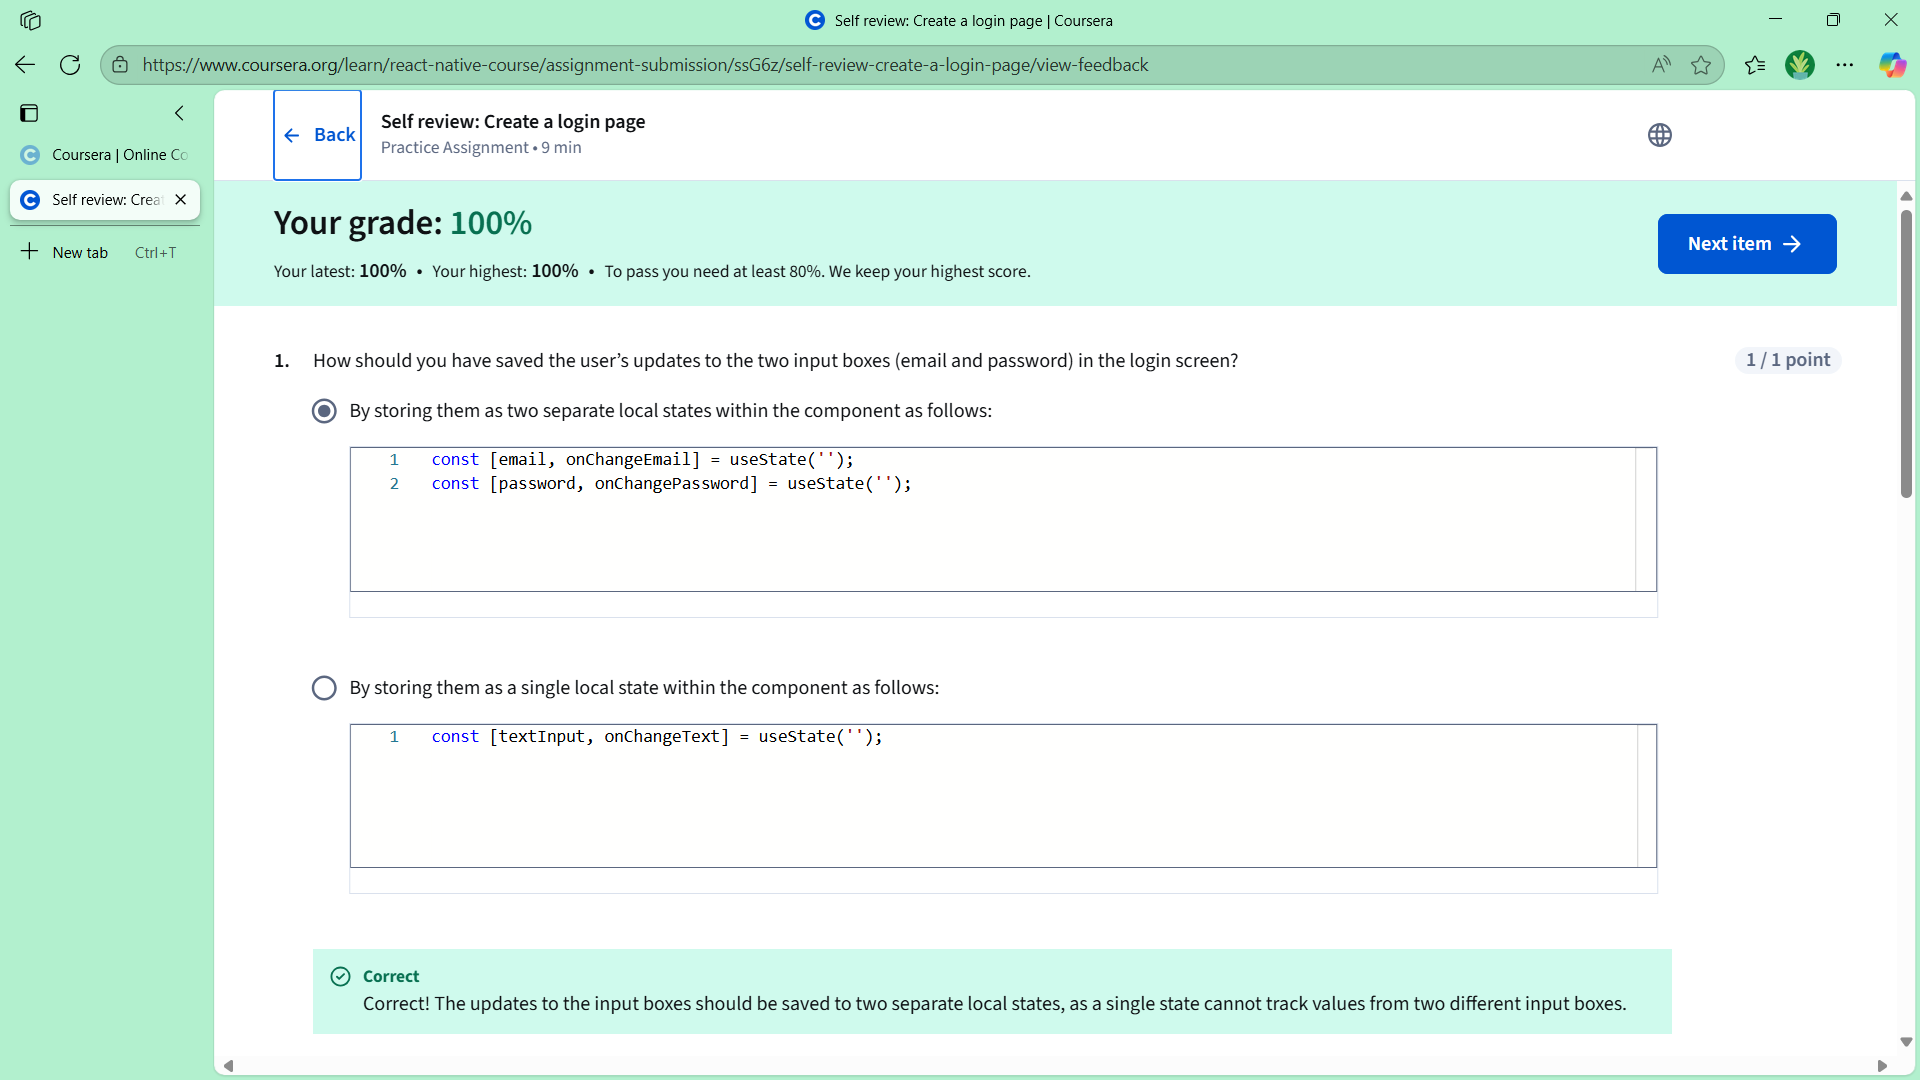 Self review: Create a login page | Coursera
https://www.coursera.org/learn/react-native-course/assignment-submission/ssG6z/self-review-create-a-login-page/view-feedback
Coursera | Online Co
Self review: Crea
New tab Ctrl+T
Back
Self review: Create a login page
Practice Assignment • 9 min
Your grade: 100%
Your latest: 100% • Your highest: 100% • To pass you need at least 80%. We keep your highest score.
Next item
1. How should you have saved the user’s updates to the two input boxes (email and password) in the login screen?
1 / 1 point
By storing them as two separate local states within the component as follows:
1 const [email, onChangeEmail] = useState('');
2 const [password, onChangePassword] = useState('');
By storing them as a single local state within the component as follows:
1 const [textInput, onChangeText] = useState('');
Correct
Correct! The updates to the input boxes should be saved to two separate local states, as a single state cannot track values from two different input boxes.